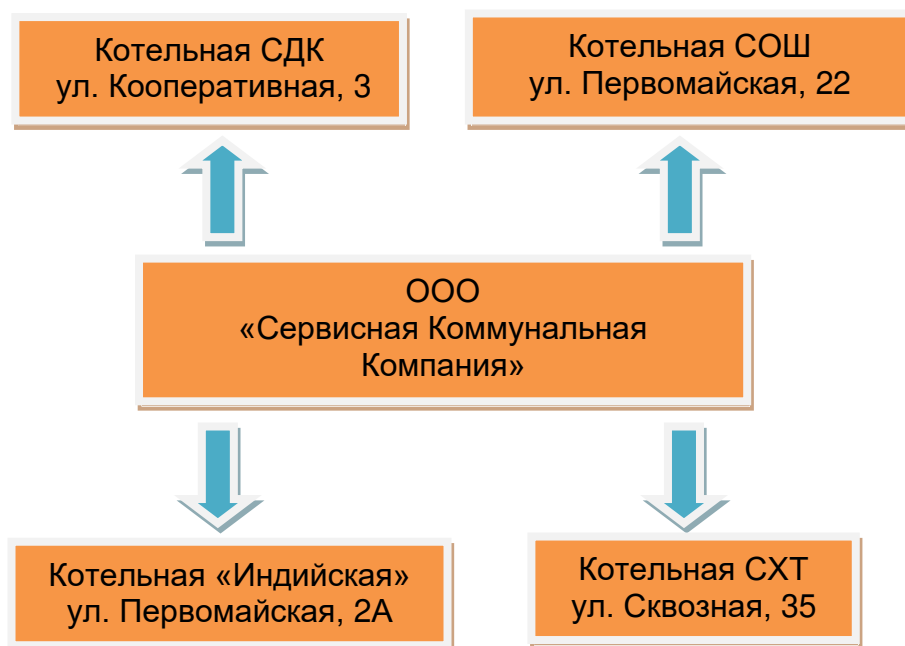 Котельная СДК
ул. Кооперативная, 3
Котельная СОШ
ул. Первомайская, 22
ООО
«Сервисная Коммунальная
Компания»
Котельная «Индийская»
ул. Первомайская, 2А
Котельная СХТ
ул. Сквозная, 35